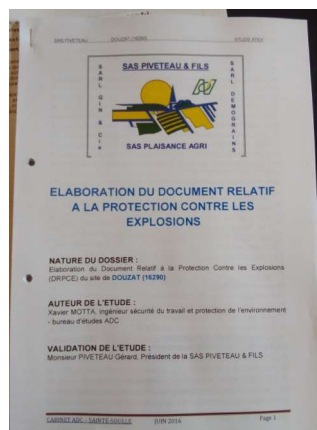 SAS PIVETEAU DOUZAT (16290) ETUDE ATEX
SAS PIVETEAU & FILS
SARL GIN & Cie
SARL DEMOGRAINS
SAS PLAISANCE AGRI
ELABORATION DU DOCUMENT RELATIF
A LA PROTECTION CONTRE LES
EXPLOSIONS
NATURE DU DOSSIER :
Elaboration du Document Relatif à la Protection Contre les Explosions
(DRPCE) du site de DOUZAT (16290)
AUTEUR DE L'ETUDE :
Xavier MOTTA, ingénieur sécurité du travail et protection de l'environnement
- bureau d'études ADC
VALIDATION DE L'ETUDE :
Monsieur PIVETEAU Gérard, Président de la SAS PIVETEAU & FILS
CABINET ADC – SAINTE-SOULLE JUIN 2016 Page 1